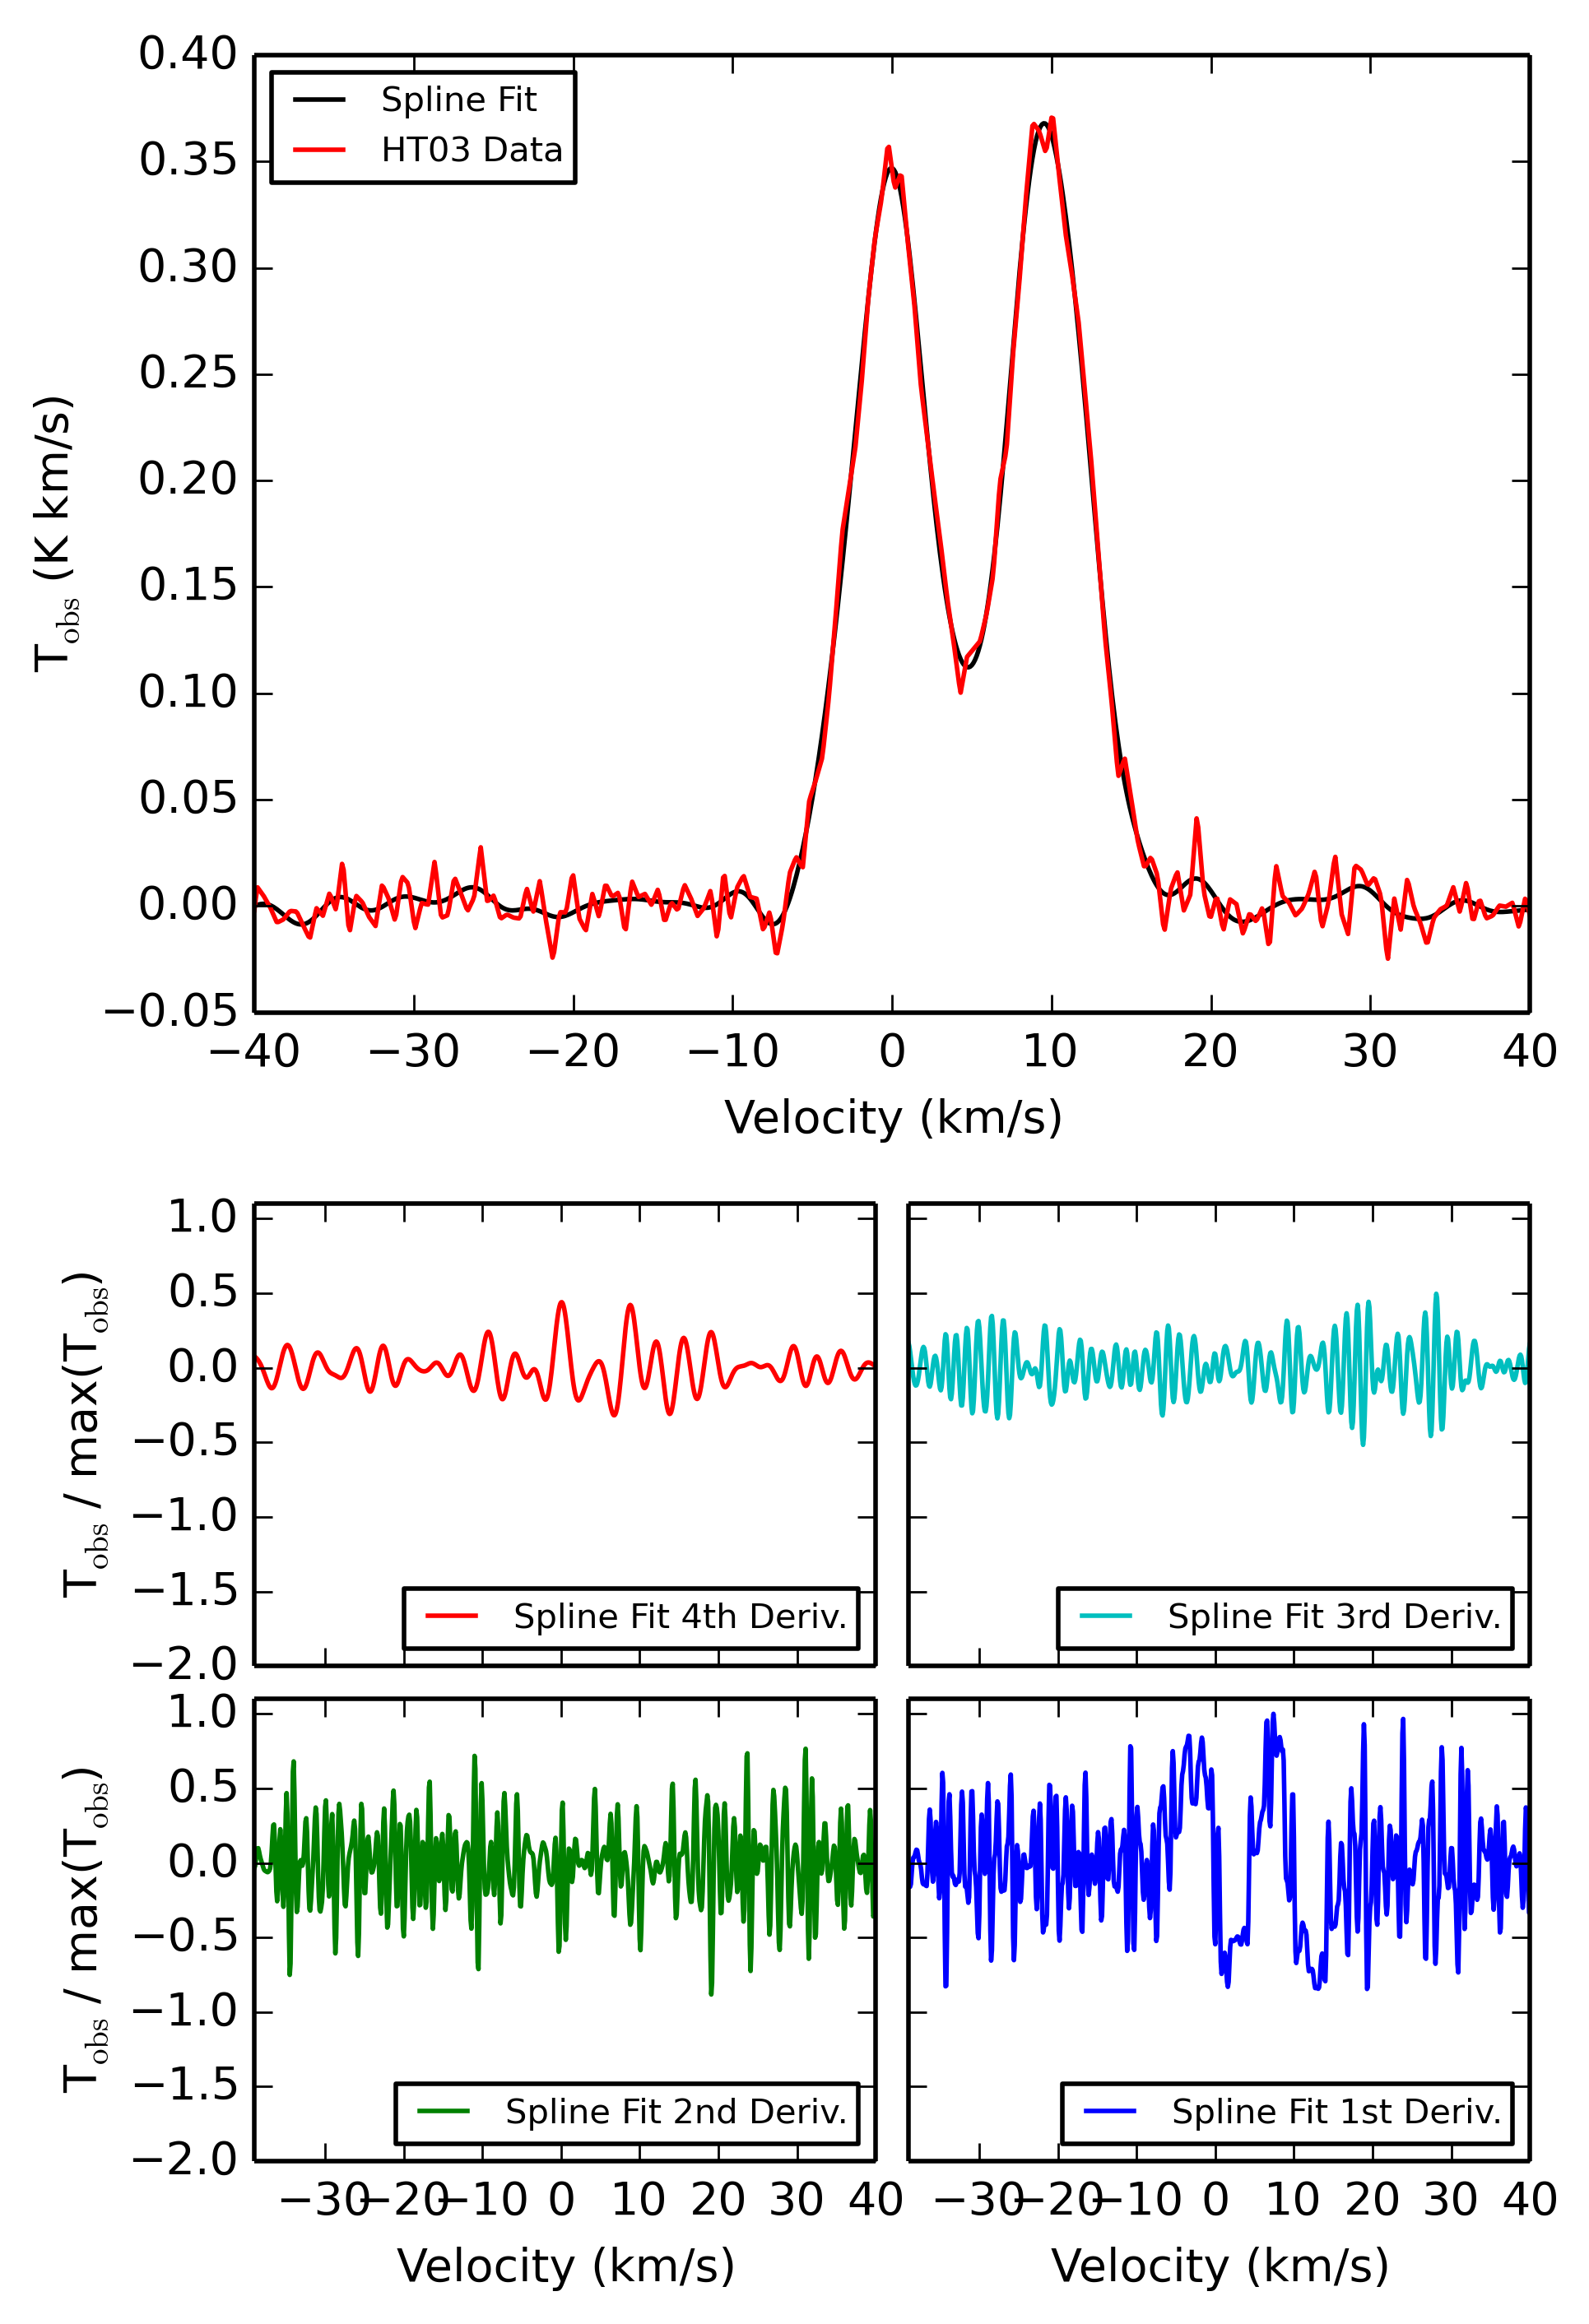 0.40
0.35
0.30
0.25
0.20
0.15
0.10
0.05
0.00
−0.05
T_obs (K km/s)
Spline Fit
HT03 Data
−40 −30 −20 −10 0 10 20 30 40
Velocity (km/s)
1.0
0.5
0.0
−0.5
−1.0
−1.5
−2.0
T_obs / max(T_obs)
Spline Fit 4th Deriv.
Spline Fit 3rd Deriv.
1.0
0.5
0.0
−0.5
−1.0
−1.5
−2.0
T_obs / max(T_obs)
Spline Fit 2nd Deriv.
Spline Fit 1st Deriv.
−30 −20 −10 0 10 20 30 40
−30 −20 −10 0 10 20 30 40
Velocity (km/s)
Velocity (km/s)